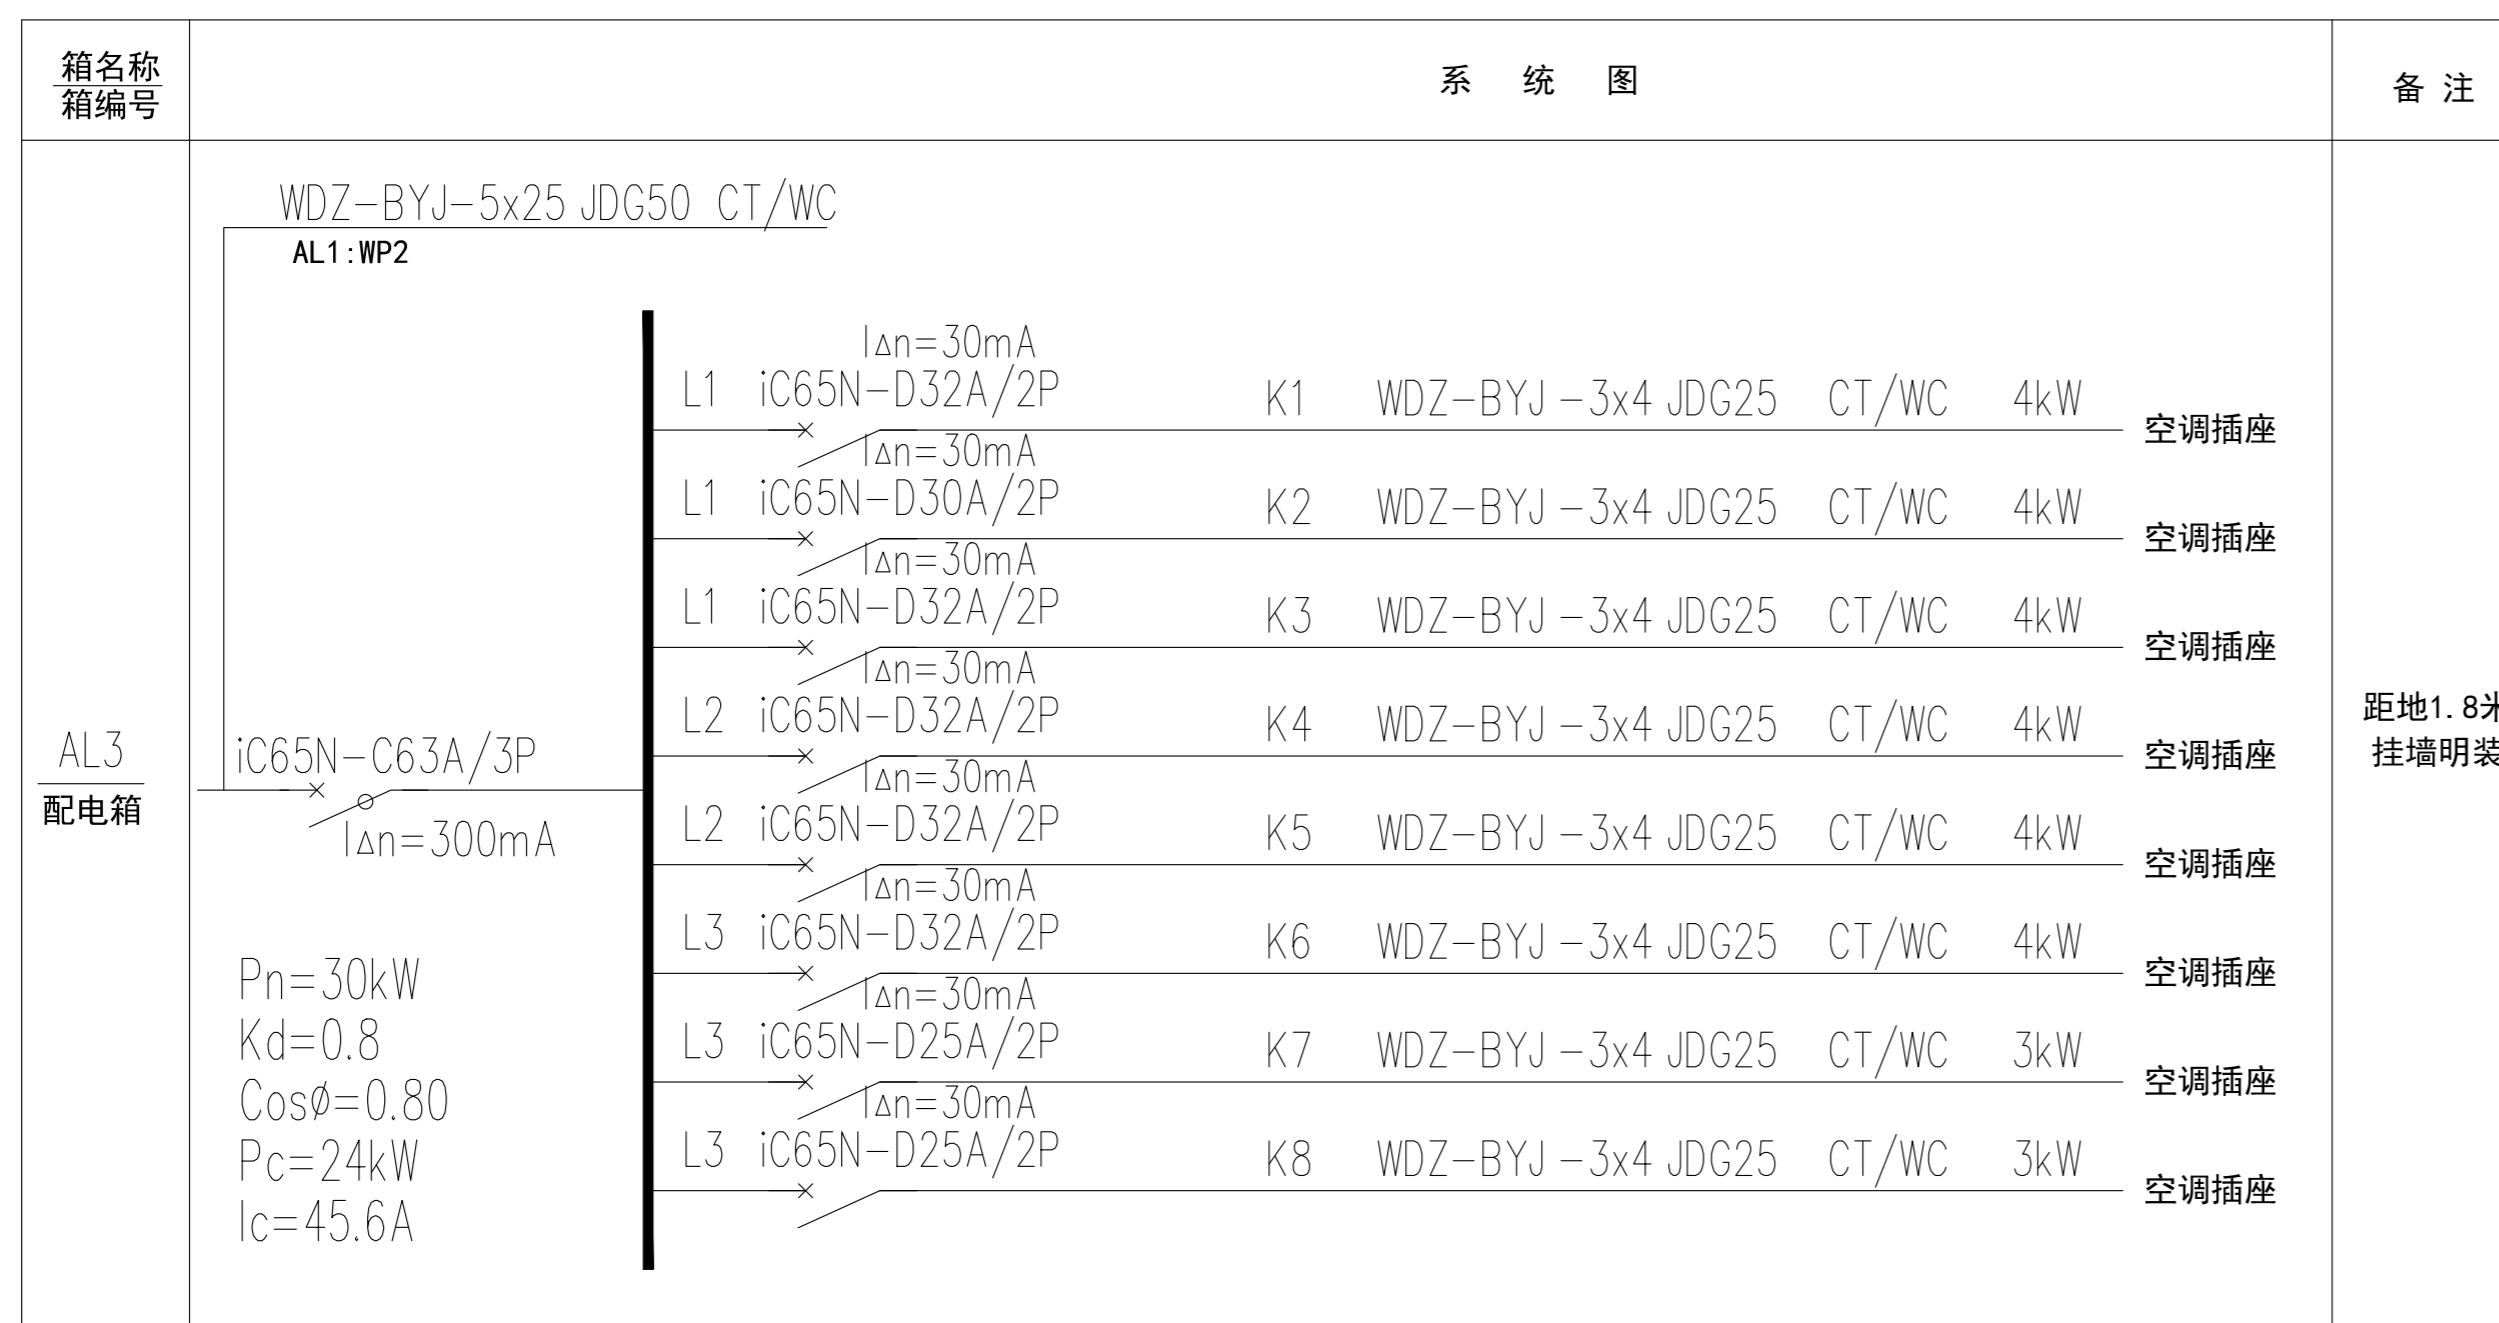 箱名称
箱编号
系 统 图
备 注
WDZ-BYJ-5x25 JDG50 CT/WC
AL1:WP2
AL3
配电箱
iC65N-C63A/3P
I△n=300mA
Pn=30kW
Kd=0.8
Cosø=0.80
Pc=24kW
Ic=45.6A
I△n=30mA
L1 iC65N-D32A/2P K1 WDZ-BYJ-3x4 JDG25 CT/WC 4kW 空调插座
I△n=30mA
L1 iC65N-D30A/2P K2 WDZ-BYJ-3x4 JDG25 CT/WC 4kW 空调插座
I△n=30mA
L1 iC65N-D32A/2P K3 WDZ-BYJ-3x4 JDG25 CT/WC 4kW 空调插座
I△n=30mA
L2 iC65N-D32A/2P K4 WDZ-BYJ-3x4 JDG25 CT/WC 4kW 空调插座
I△n=30mA
L2 iC65N-D32A/2P K5 WDZ-BYJ-3x4 JDG25 CT/WC 4kW 空调插座
I△n=30mA
L3 iC65N-D32A/2P K6 WDZ-BYJ-3x4 JDG25 CT/WC 4kW 空调插座
I△n=30mA
L3 iC65N-D25A/2P K7 WDZ-BYJ-3x4 JDG25 CT/WC 3kW 空调插座
I△n=30mA
L3 iC65N-D25A/2P K8 WDZ-BYJ-3x4 JDG25 CT/WC 3kW 空调插座
距地1.8米
挂墙明装